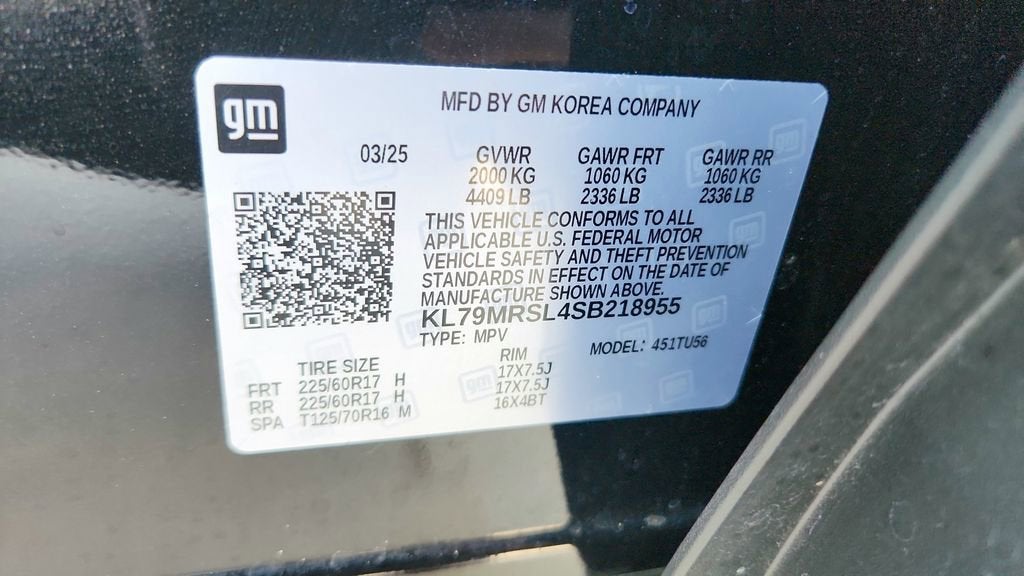 gm
MFD BY GM KOREA COMPANY
03/25 GVWR GAWR FRT GAWR RR
2000 KG 1060 KG 1060 KG
4409 LB 2336 LB 2336 LB
THIS VEHICLE CONFORMS TO ALL
APPLICABLE U.S. FEDERAL MOTOR
VEHICLE SAFETY AND THEFT PREVENTION
STANDARDS IN EFFECT ON THE DATE OF
MANUFACTURE SHOWN ABOVE.
KL79MRSL4SB218955
TYPE: MPV MODEL: 451TU56
TIRE SIZE RIM
FRT 225/60R17 H 17X7.5J
RR 225/60R17 H 17X7.5J
SPA T125/70R16 M 16X4BT